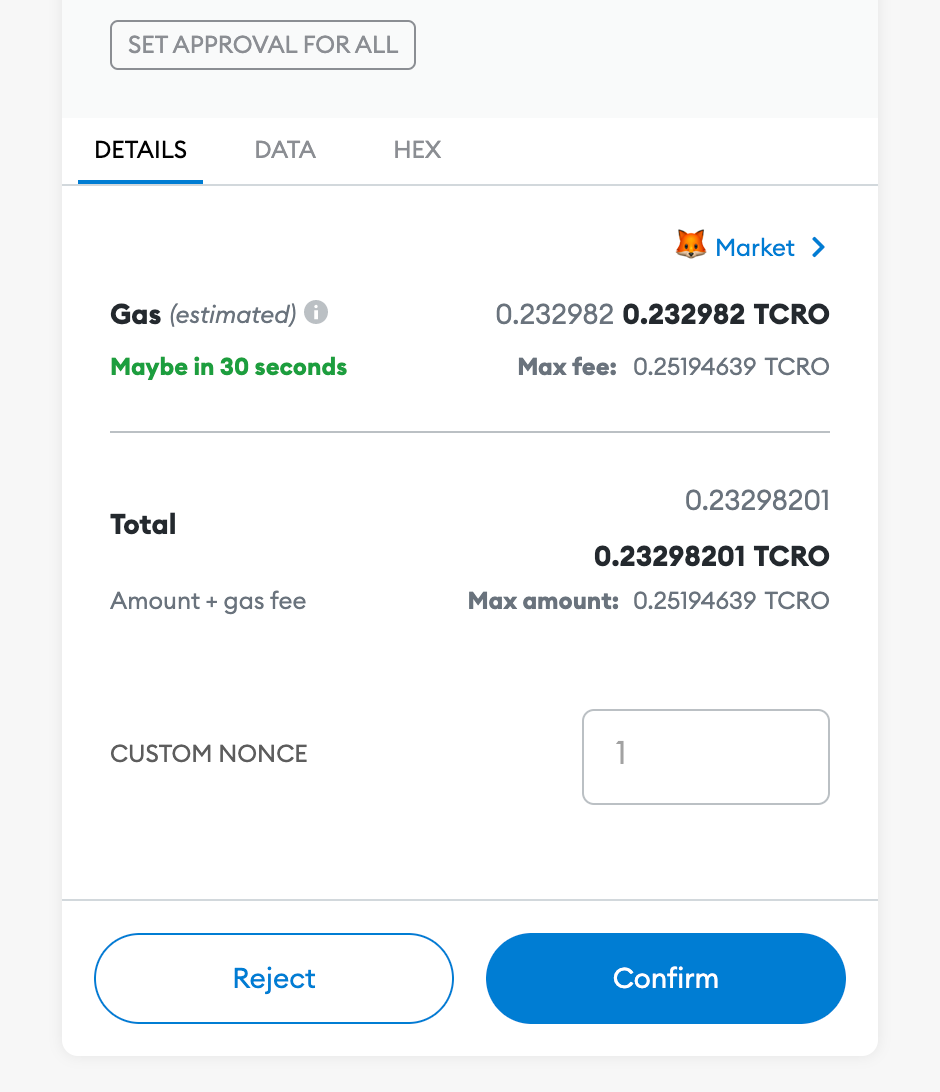 SET APPROVAL FOR ALL
DETAILS DATA HEX
Market
Gas (estimated) 0.232982 0.232982 TCRO
Maybe in 30 seconds Max fee: 0.25194639 TCRO
0.23298201
Total
0.23298201 TCRO
Amount + gas fee Max amount: 0.25194639 TCRO
CUSTOM NONCE 1
Reject Confirm